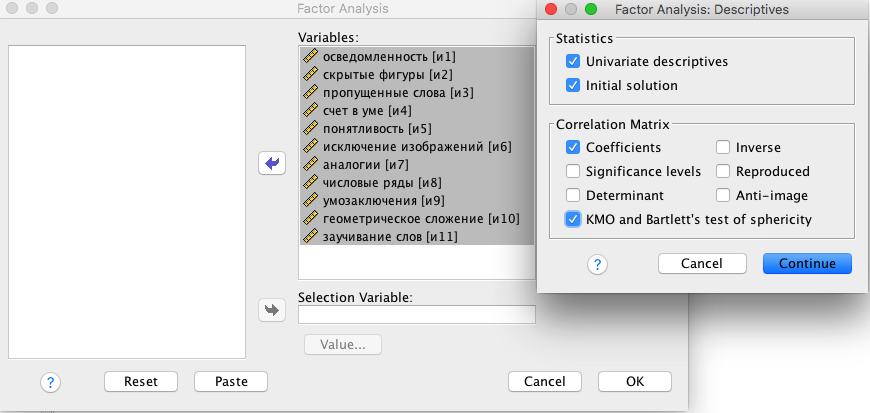 Factor Analysis
Variables:
осведомленность [и1]
скрытые фигуры [и2]
пропущенные слова [и3]
счет в уме [и4]
понятливость [и5]
исключение изображений [и6]
аналогии [и7]
числовые ряды [и8]
умозаключения [и9]
геометрическое сложение [и10]
заучивание слов [и11]
Selection Variable:
Value...
? Reset Paste Cancel OK
Factor Analysis: Descriptives
Statistics
Univariate descriptives
Initial solution
Correlation Matrix
Coefficients Inverse
Significance levels Reproduced
Determinant Anti-image
KMO and Bartlett's test of sphericity
? Cancel Continue